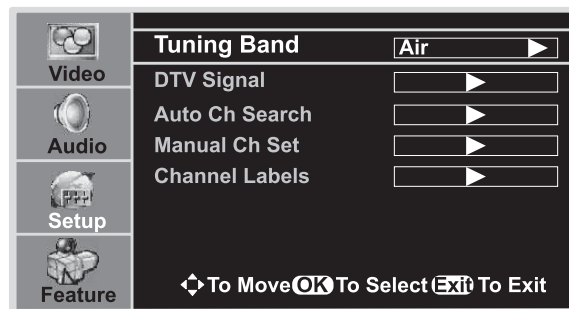 Video
Audio
Setup
Feature
Tuning Band Air
DTV Signal
Auto Ch Search
Manual Ch Set
Channel Labels
To Move OK To Select Exit To Exit